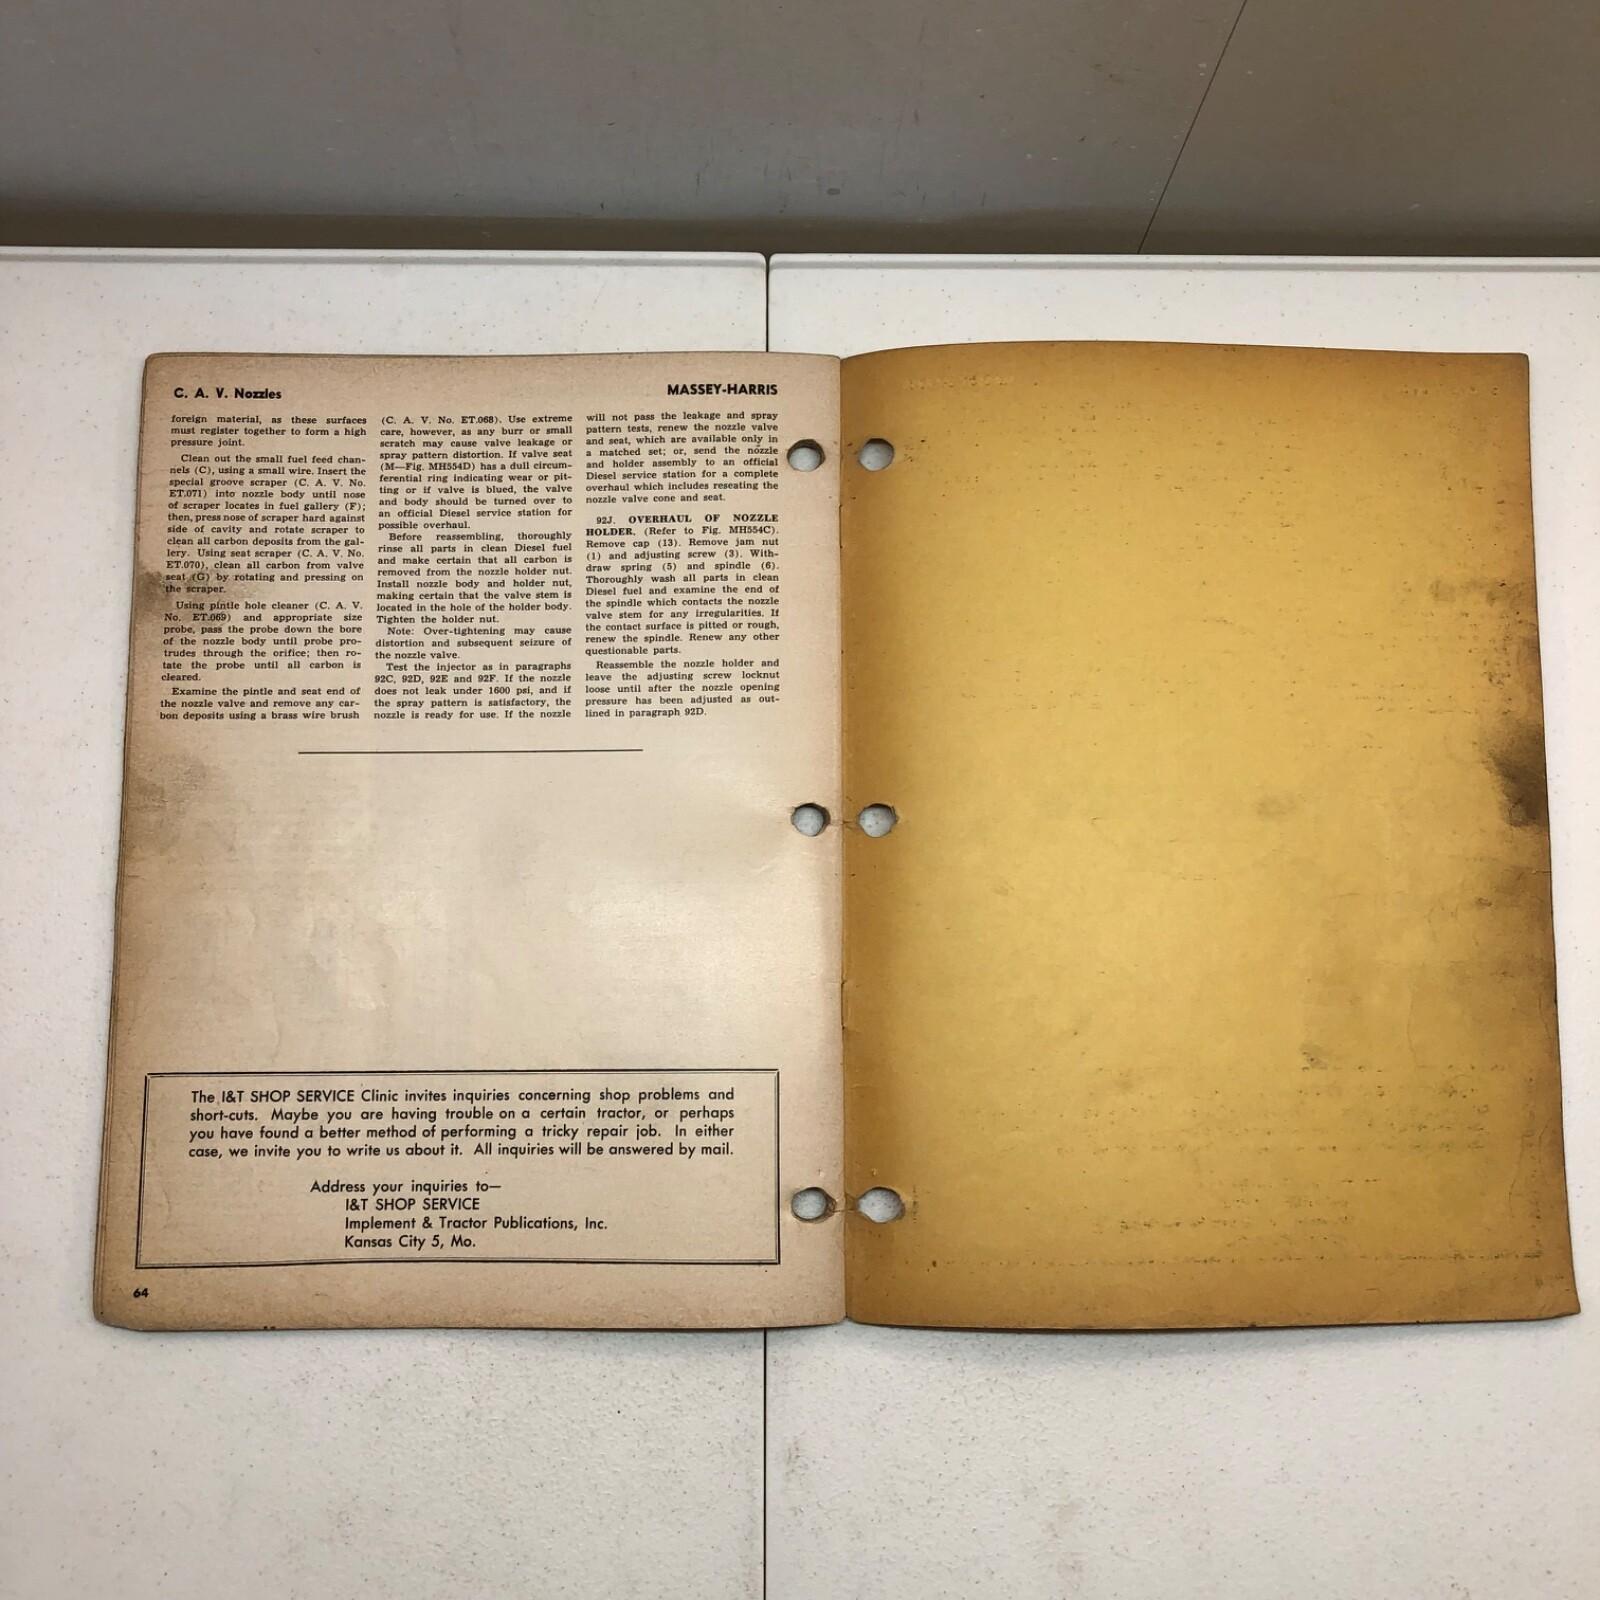 C. A. V. Nozzles
MASSEY-HARRIS
foreign material, as these surfaces
must register together to form a high
pressure joint.
Clean out the small fuel feed chan-
nels (C), using a small wire. Insert the
special groove scraper (C. A. V. No.
ET.071) into nozzle body until nose
of scraper locates in fuel gallery (F);
then, press nose of scraper hard against
side of cavity and rotate scraper to
clean all carbon deposits from the gal-
lery. Using seat scraper (C. A. V. No.
ET.070), clean all carbon from valve
seat (G) by rotating and pressing on
the scraper.
Using pintle hole cleaner (C. A. V.
No. ET.069) and appropriate size
probe, pass the probe down the bore
of the nozzle body until probe pro-
trudes through the orifice; then ro-
tate the probe until all carbon is
cleared.
Examine the pintle and seat end of
the nozzle valve and remove any car-
bon deposits using a brass wire brush
(C. A. V. No. ET.068). Use extreme
care, however, as any burr or small
scratch may cause valve leakage or
spray pattern distortion. If valve seat
(M—Fig. MH554D) has a dull circum-
ferential ring indicating wear or pit-
ting or if valve is blued, the valve
and body should be turned over to
an official Diesel service station for
possible overhaul.
Before reassembling, thoroughly
rinse all parts in clean Diesel fuel
and make certain that all carbon is
removed from the nozzle holder nut.
Install nozzle body and holder nut,
making certain that the valve stem is
located in the hole of the holder body.
Tighten the holder nut.
Note: Over-tightening may cause
distortion and subsequent seizure of
the nozzle valve.
Test the injector as in paragraphs
92C, 92D, 92E and 92F. If the nozzle
does not leak under 1600 psi, and if
the spray pattern is satisfactory, the
nozzle is ready for use. If the nozzle
will not pass the leakage and spray
pattern tests, renew the nozzle valve
and seat, which are available only in
a matched set; or, send the nozzle
and holder assembly to an official
Diesel service station for a complete
overhaul which includes reseating the
nozzle valve cone and seat.
92J. OVERHAUL OF NOZZLE
HOLDER. (Refer to Fig. MH554C).
Remove cap (13). Remove jam nut
(1) and adjusting screw (3). With-
draw spring (5) and spindle (6).
Thoroughly wash all parts in clean
Diesel fuel and examine the end of
the spindle which contacts the nozzle
valve stem for any irregularities. If
the contact surface is pitted or rough,
renew the spindle. Renew any other
questionable parts.
Reassemble the nozzle holder and
leave the adjusting screw locknut
loose until after the nozzle opening
pressure has been adjusted as out-
lined in paragraph 92D.
The I&T SHOP SERVICE Clinic invites inquiries concerning shop problems and
short-cuts. Maybe you are having trouble on a certain tractor, or perhaps
you have found a better method of performing a tricky repair job. In either
case, we invite you to write us about it. All inquiries will be answered by mail.
Address your inquiries to—
I&T SHOP SERVICE
Implement & Tractor Publications, Inc.
Kansas City 5, Mo.
64